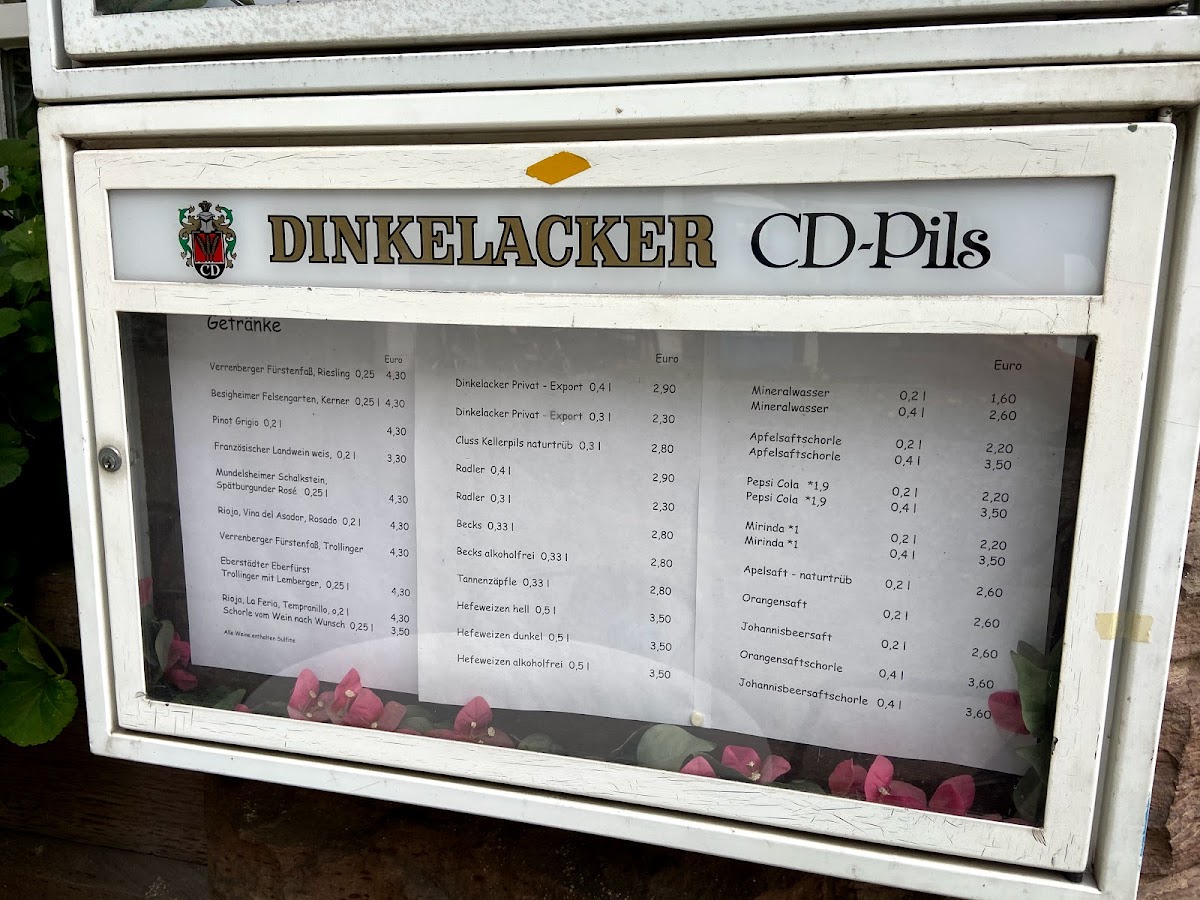 DINKELACKER CD-Pils
CD
Getränke
Euro
Verrenberger Fürstenfaß, Riesling 0,25 4,30
Besigheimer Felsengarten, Kerner 0,25 l 4,30
Pinot Grigio 0,2 l 4,30
Französischer Landwein weis, 0,2 l 3,30
Mundelsheimer Schalkstein,
Spätburgunder Rosé 0,25 l 4,30
Rioja, Vina del Asador, Rosado 0,2 l 4,30
Verrenberger Fürstenfaß, Trollinger 4,30
Eberstädter Eberfürst
Trollinger mit Lemberger, 0,25 l 4,30
Rioja, La Feria, Tempranillo, o,2 l 4,30
Schorle vom Wein nach Wunsch 0,25 l 3,50
Alle Weine enthalten Sulfite
Euro
Dinkelacker Privat - Export 0,4 l 2,90
Dinkelacker Privat - Export 0,3 l 2,30
Cluss Kellerpils naturtrüb 0,3 l 2,80
Radler 0,4 l 2,90
Radler 0,3 l 2,30
Becks 0,33 l 2,80
Becks alkoholfrei 0,33 l 2,80
Tannenzäpfle 0,33 l 2,80
Hefeweizen hell 0,5 l 3,50
Hefeweizen dunkel 0,5 l 3,50
Hefeweizen alkoholfrei 0,5 l 3,50
Euro
Mineralwasser 0,2 l 1,60
Mineralwasser 0,4 l 2,60
Apfelsaftschorle 0,2 l 2,20
Apfelsaftschorle 0,4 l 3,50
Pepsi Cola *1,9 0,2 l 2,20
Pepsi Cola *1,9 0,4 l 3,50
Mirinda *1 0,2 l 2,20
Mirinda *1 0,4 l 3,50
Apelsaft - naturtrüb 0,2 l 2,60
Orangensaft 0,2 l 2,60
Johannisbeersaft 0,2 l 2,60
Orangensaftschorle 0,4 l 3,60
Johannisbeersaftschorle 0,4 l 3,60